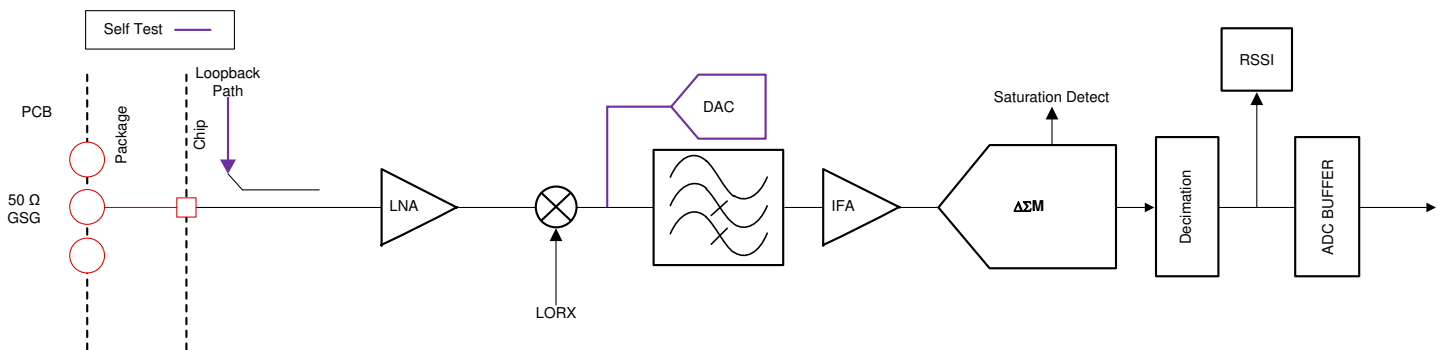 Self Test
Loopback
Path
PCB
Package
Chip
50 Ω
GSG
LNA
LORX
DAC
IFA
Saturation Detect
ΔΣM
Decimation
RSSI
ADC BUFFER